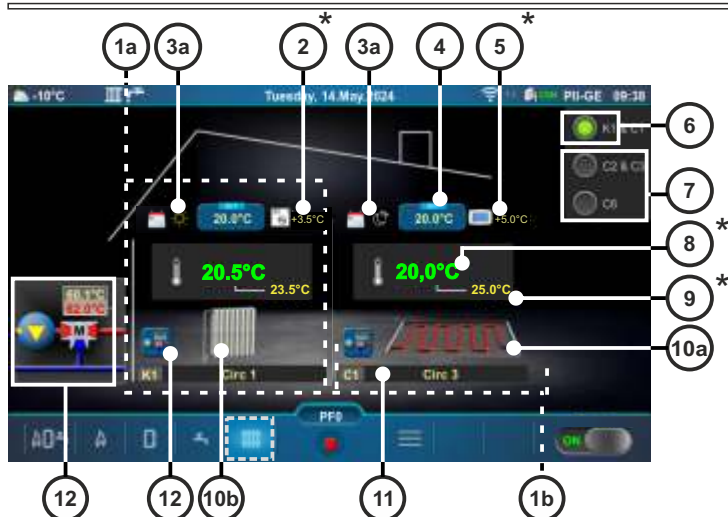 *
*
1a
3a
2
3a
4
5
-10°C
Tuesday, 14.May.2024
PII-GE 09:38
6
K1 & C1
C2 & C3
C6
7
20.0°C
+3.5°C
20.0°C
+5.0°C
*
8
20.5°C
23.5°C
20,0°C
25.0°C
*
9
60.1°C
62.0°C
M
10a
K1
Circ 1
C1
Circ 3
PF0
ON
12
12
10b
11
1b